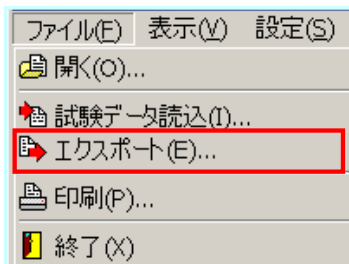 ファイル(F) 表示(V) 設定(S)
開く(O)...
試験データ読込(I)...
エクスポート(E)...
印刷(P)...
終了(X)